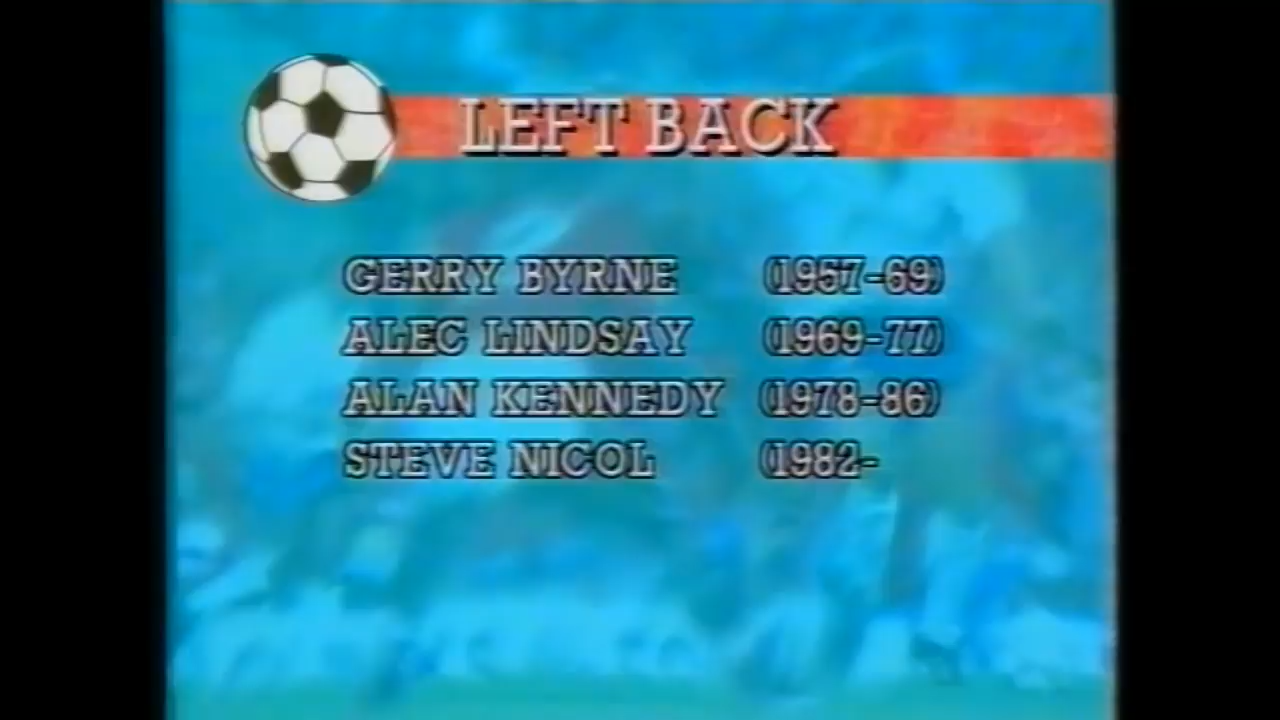 LEFT BACK
GERRY BYRNE (1957-69)
ALEC LINDSAY (1969-77)
ALAN KENNEDY (1978-86)
STEVE NICOL (1982-